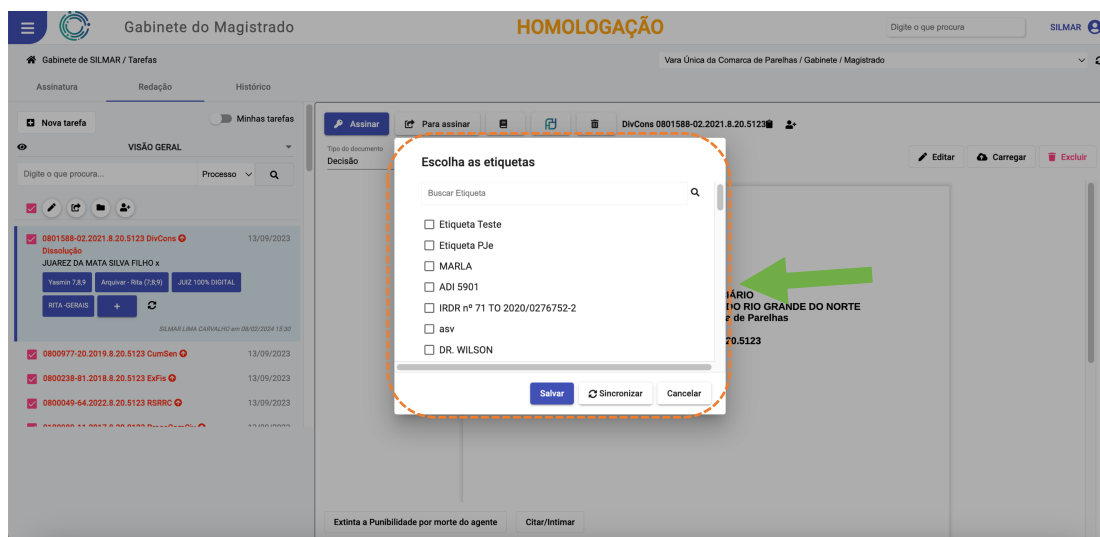 Gabinete do Magistrado
HOMOLOGAÇÃO
Digite o que procura
SILMAR
Gabinete de SILMAR / Tarefas
Vara Única da Comarca de Parelhas / Gabinete / Magistrado
Assinatura
Redação
Histórico
Nova tarefa
Minhas tarefas
VISÃO GERAL
Digite o que procura...
Processo
0801588-02.2021.8.20.5123 DivCons
13/09/2023
Dissolução
JUAREZ DA MATA SILVA FILHO x
Yasmin 7,8,9
Arquivar - Rita (7;8,9)
JUIZ 100% DIGITAL
RITA -GERAIS
+
SILMAR LIMA CARVALHO em 08/02/2024 15:30
0800977-20.2019.8.20.5123 CumSen
13/09/2023
0800238-81.2018.8.20.5123 ExFis
13/09/2023
0800049-64.2022.8.20.5123 RSRRC
13/09/2023
Assinar
Para assinar
DivCons 0801588-02.2021.8.20.5123
Tipo do documento
Decisão
Editar
Carregar
Excluir
Escolha as etiquetas
Buscar Etiqueta
Etiqueta Teste
Etiqueta PJe
MARLA
ADI 5901
IRDR nº 71 TO 2020/0276752-2
asv
DR. WILSON
Salvar
Sincronizar
Cancelar
IÁRIO
DO RIO GRANDE DO NORTE
de Parelhas
20.5123
Extinta a Punibilidade por morte do agente
Citar/Intimar